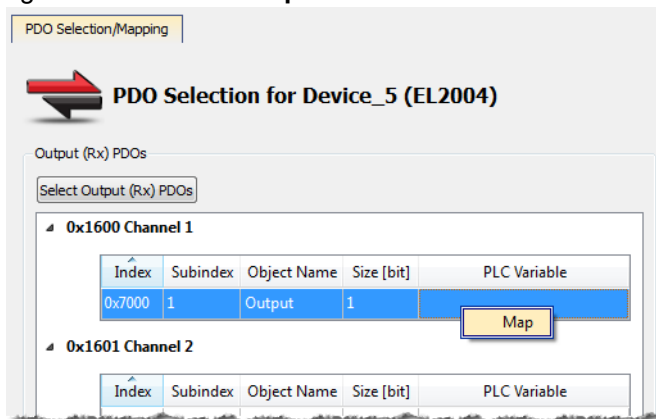 PDO Selection/Mapping
PDO Selection for Device_5 (EL2004)
Output (Rx) PDOs
Select Output (Rx) PDOs
0x1600 Channel 1
Index Subindex Object Name Size [bit] PLC Variable
0x7000 1 Output 1
Map
0x1601 Channel 2
Index Subindex Object Name Size [bit] PLC Variable